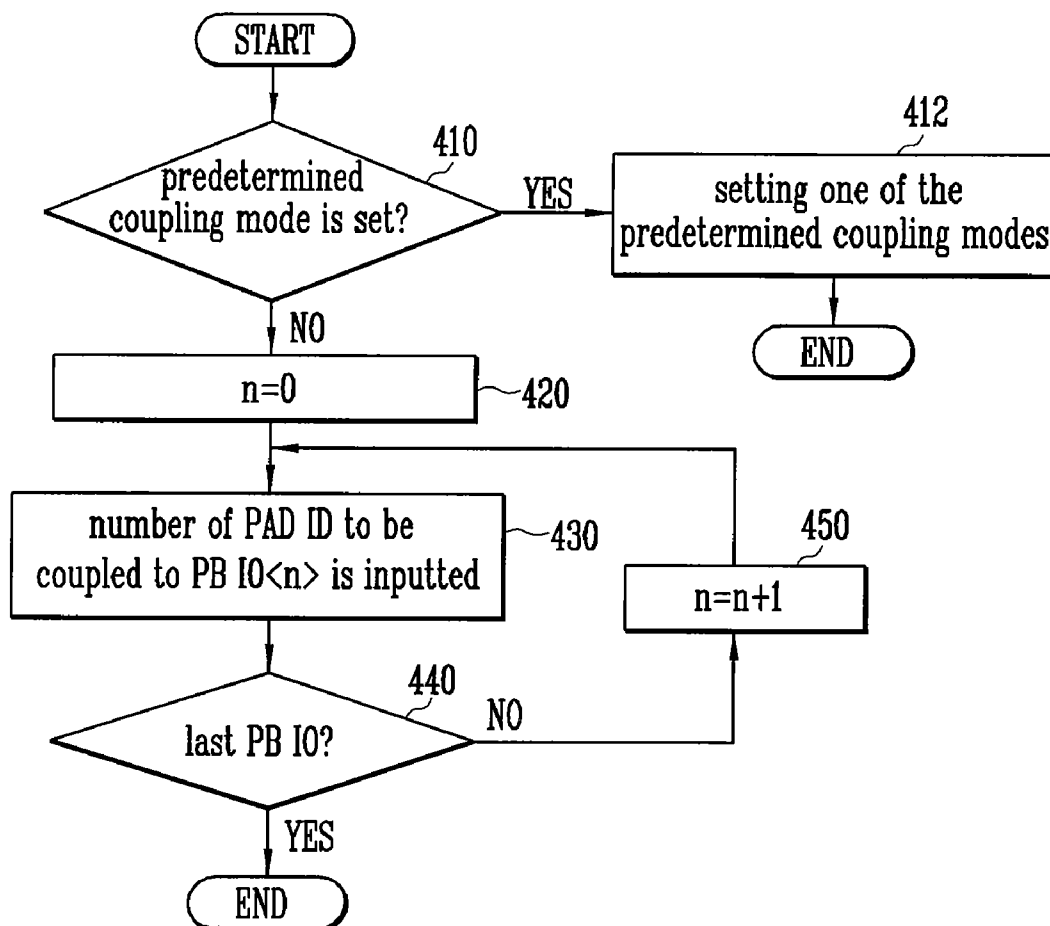 START
410
predetermined
coupling mode is set?
YES
412
setting one of the
predetermined coupling modes
END
NO
n=0
420
number of PAD ID to be
coupled to PB IO<n> is inputted
430
450
n=n+1
440
last PB IO?
NO
YES
END